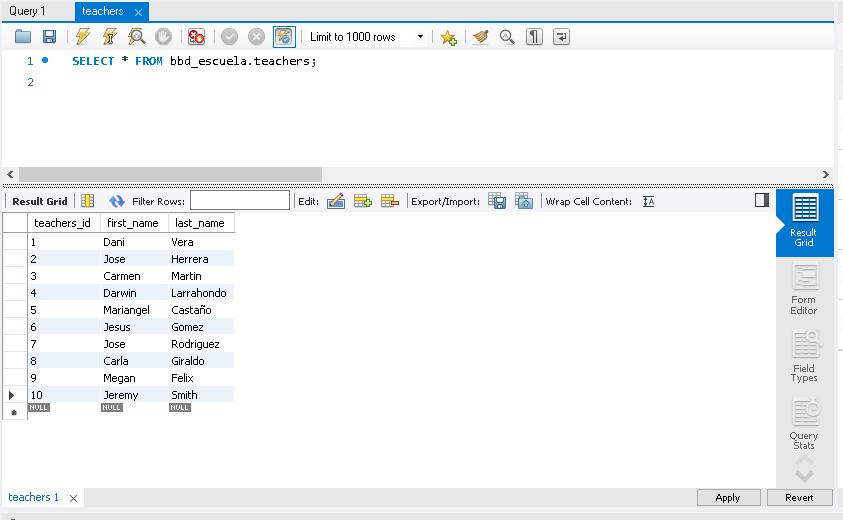 Query 1 teachers
Limit to 1000 rows
1 SELECT * FROM bbd_escuela.teachers;
2
Result Grid Filter Rows: Edit: Export/Import: Wrap Cell Content: IA
teachers_id first_name last_name
1 Dani Vera
2 Jose Herrera
3 Carmen Martin
4 Darwin Larrahondo
5 Mariangel Castaño
6 Jesus Gomez
7 Jose Rodriguez
8 Carla Giraldo
9 Megan Felix
10 Jeremy Smith
NULL NULL NULL
Result
Grid
Form
Editor
Field
Types
Query
Stats
teachers 1
Apply Revert